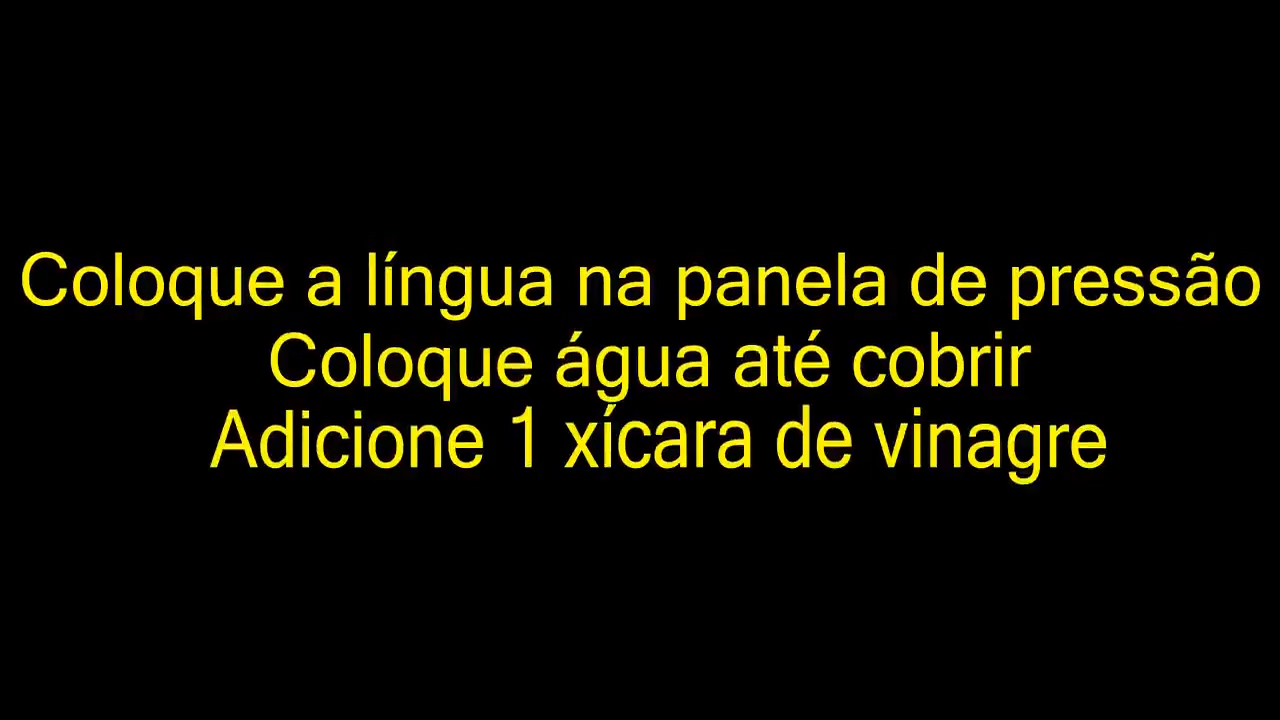 Coloque a língua na panela de pressão
Coloque água até cobrir
Adicione 1 xícara de vinagre